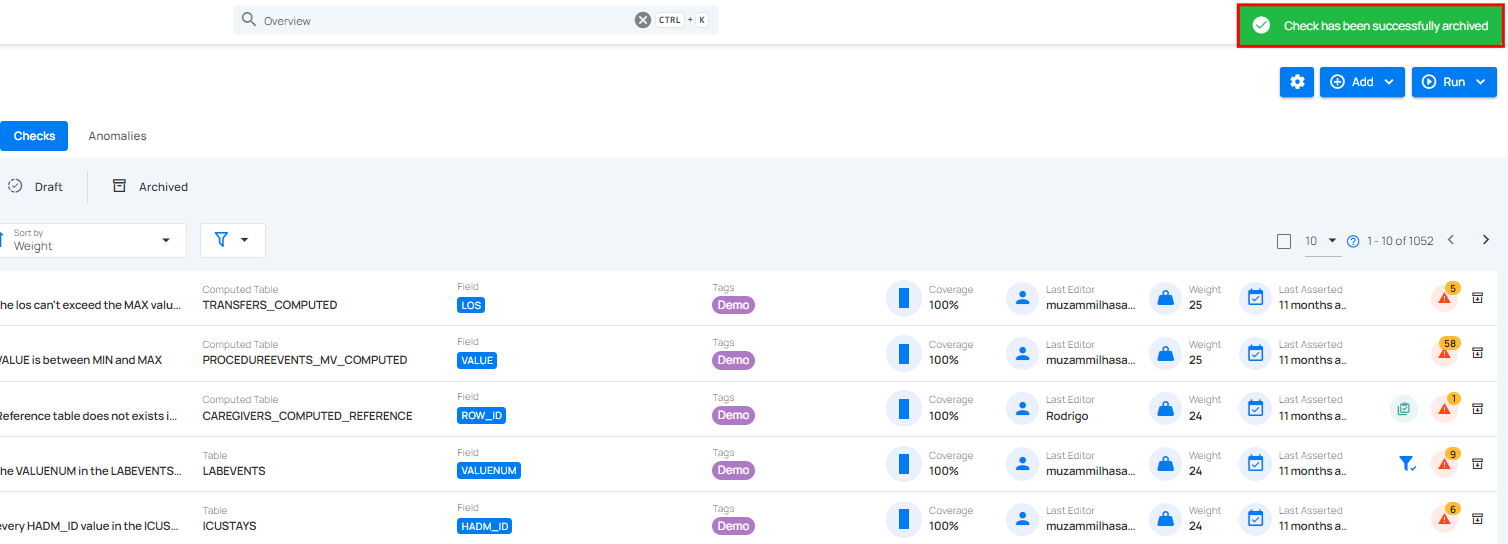 Overview
CTRL + K
Check has been successfully archived
Add
Run
Checks
Anomalies
Draft
Archived
Sort by
Weight
10
1 - 10 of 1052
he los can't exceed the MAX valu...
Computed Table
TRANSFERS_COMPUTED
Field
LOS
Tags
Demo
Coverage
100%
Last Editor
muzammilhasa...
Weight
25
Last Asserted
11 months a..
5
VALUE is between MIN and MAX
Computed Table
PROCEDUREEVENTS_MV_COMPUTED
Field
VALUE
Tags
Demo
Coverage
100%
Last Editor
muzammilhasa...
Weight
25
Last Asserted
11 months a..
58
Reference table does not exists i...
Computed Table
CAREGIVERS_COMPUTED_REFERENCE
Field
ROW_ID
Tags
Demo
Coverage
100%
Last Editor
Rodrigo
Weight
24
Last Asserted
11 months a..
1
he VALUENUM in the LABEVENTS...
Table
LABEVENTS
Field
VALUENUM
Tags
Demo
Coverage
100%
Last Editor
muzammilhasa...
Weight
24
Last Asserted
11 months a..
9
every HADM_ID value in the ICUS...
Table
ICUSTAYS
Field
HADM_ID
Tags
Demo
Coverage
100%
Last Editor
muzammilhasa...
Weight
24
Last Asserted
11 months a..
6